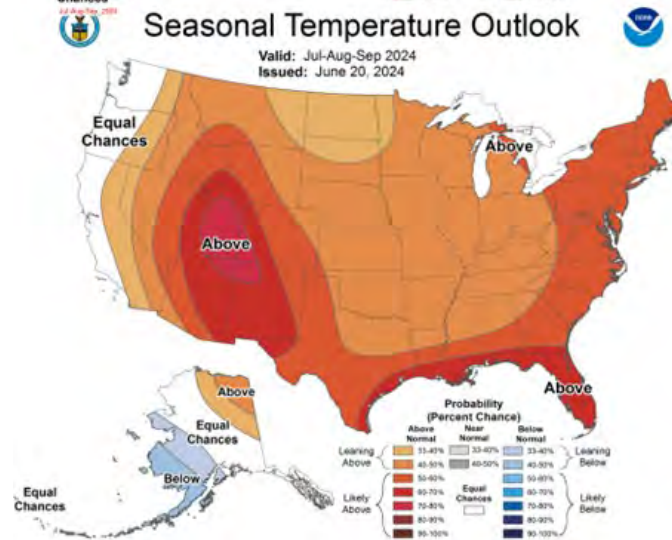 Chances
Seasonal Temperature Outlook
Valid: Jul-Aug-Sep 2024
Issued: June 20, 2024
NOAA
Equal
Chances
Above
Above
Above
Above
Equal
Chances
Below
Equal
Chances
Probability
(Percent Chance)
Above
Normal
Near
Normal
Below
Normal
Leaning
Above
33-40%
33-40%
33-40%
Leaning
Below
40-50%
40-50%
40-50%
Likely
Above
50-60%
50-60%
Likely
Below
60-70%
Equal
Chances
60-70%
70-80%
70-80%
80-90%
80-90%
90-100%
90-100%